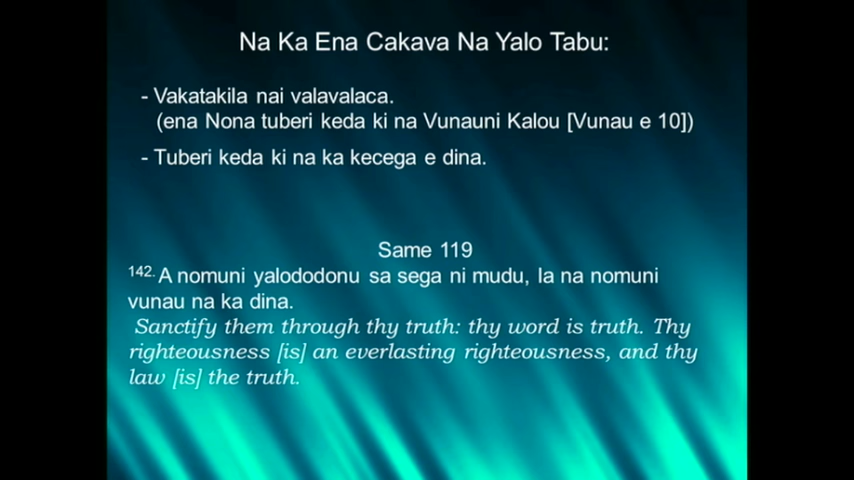 Na Ka Ena Cakava Na Yalo Tabu:
- Vakatakila nai valavalaca.
(ena Nona tuberi keda ki na Vunauni Kalou [Vunau e 10])
- Tuberi keda ki na ka kecega e dina.
Same 119
142. A nomuni yalododonu sa sega ni mudu, Ia na nomuni
vunau na ka dina.
Sanctify them through thy truth: thy word is truth. Thy
righteousness [is] an everlasting righteousness, and thy
law [is] the truth.